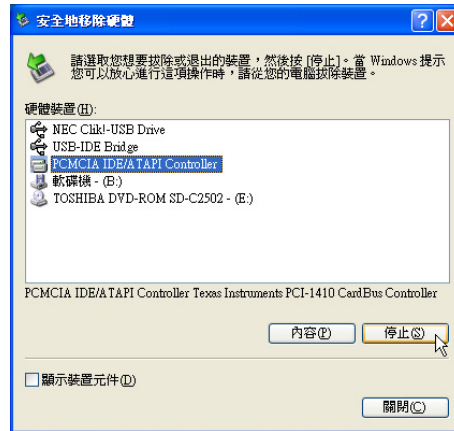 安全地移除硬體
請選取您想要拔除或退出的裝置，然後按 [停止]。當 Windows 提示
您可以放心進行這項操作時，請從您的電腦拔除裝置。
硬體裝置(H):
NEC Clik!-USB Drive
USB-IDE Bridge
PCMCIA IDE/ATAPI Controller
軟碟機 - (B:)
TOSHIBA DVD-ROM SD-C2502 - (E:)
PCMCIA IDE/ATAPI Controller Texas Instruments PCI-1410 CardBus Controller
內容(P)
停止(S)
顯示裝置元件(D)
關閉(C)